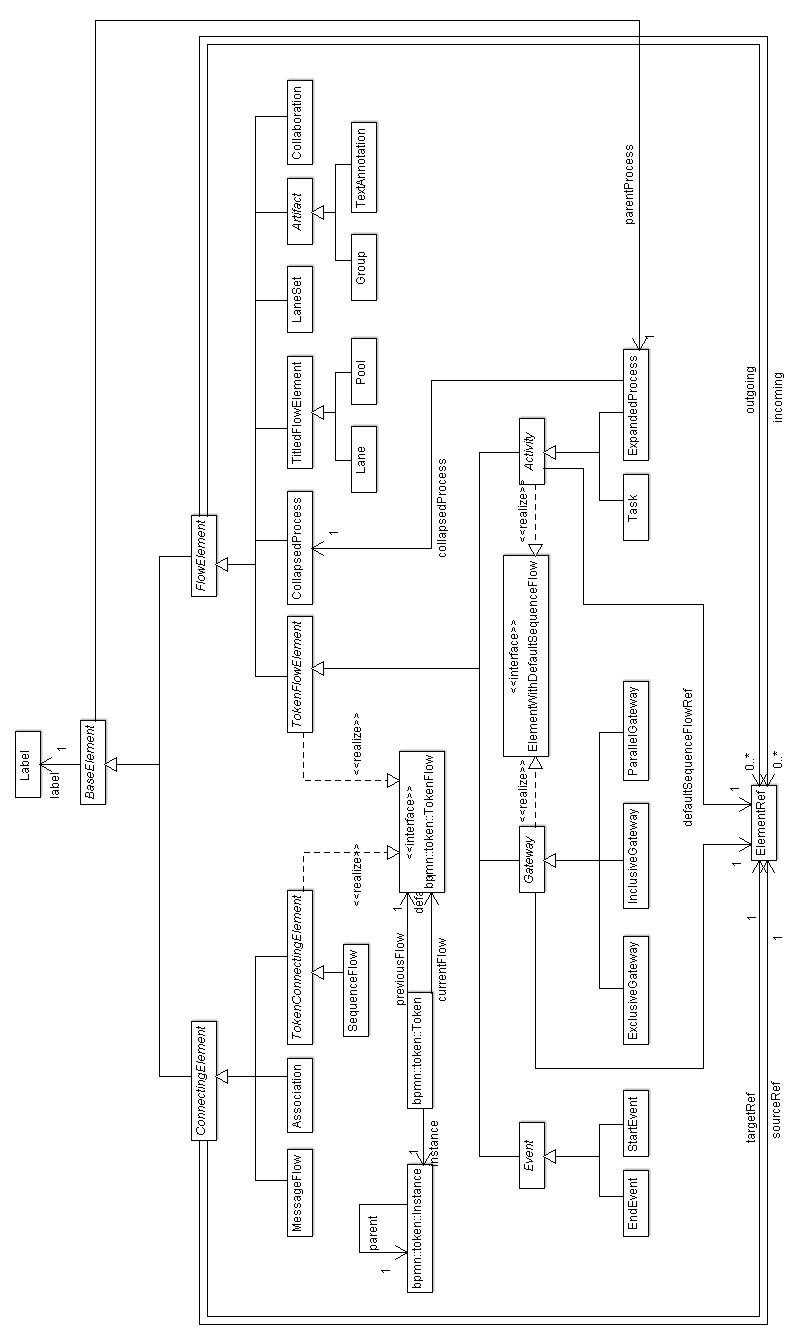 Label
label
1
BaseElement
ConnectingElement
FlowElement
MessageFlow
Association
TokenConnectingElement
TokenFlowElement
CollapsedProcess
TitledFlowElement
LaneSet
Artifact
Collaboration
SequenceFlow
Lane
Pool
Group
TextAnnotation
<<realize>>
<<realize>>
parent
1
bpmn::token::Instance
1
instance
bpmn::token::Token
previousFlow
1
currentFlow
<<interface>>
bpmn::token::TokenFlow
collapsedProcess
1
Event
Gateway
<<realize>>
<<interface>>
ElementWithDefaultSequenceFlow
<<realize>>
Activity
EndEvent
StartEvent
ExclusiveGateway
InclusiveGateway
ParallelGateway
Task
ExpandedProcess
1
parentProcess
defaultSequenceFlowRef
1
1
ElementRef
targetRef
1
sourceRef
1
outgoing
0..*
incoming
0..*